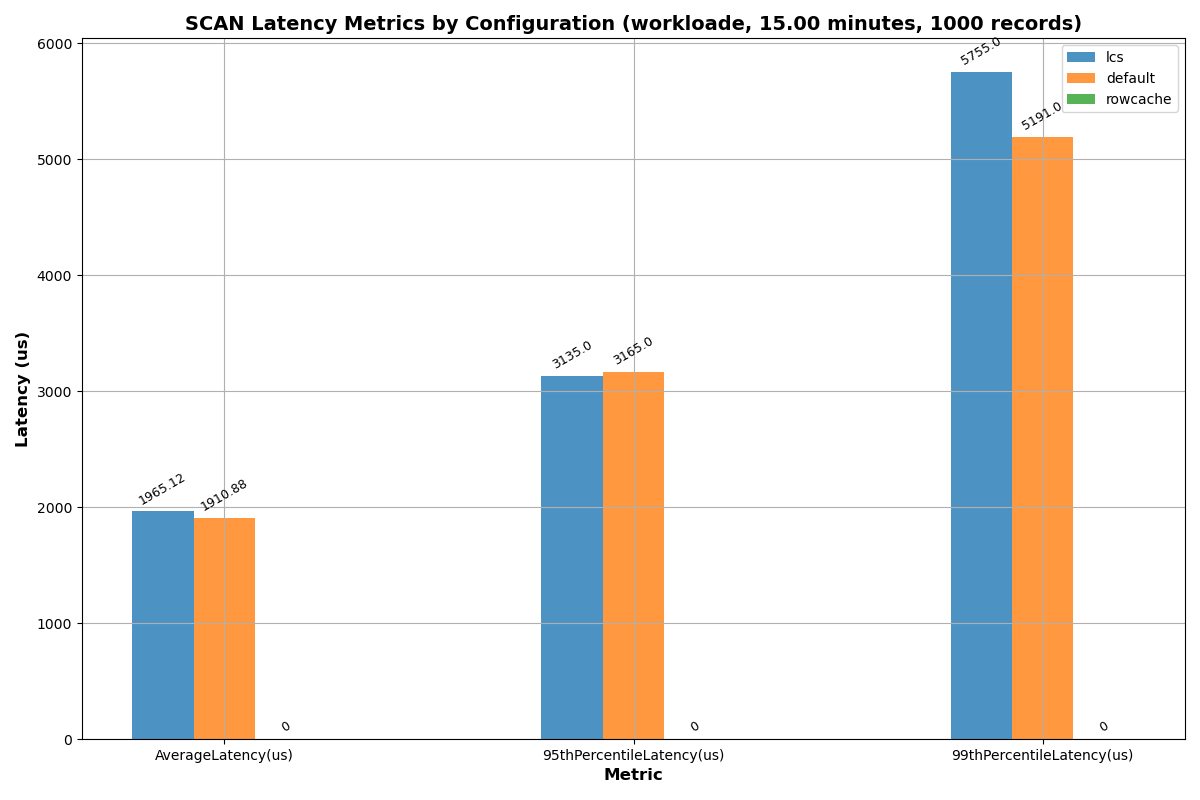 SCAN Latency Metrics by Configuration (workloade, 15.00 minutes, 1000 records)
lcs
default
rowcache
Latency (us)
6000
5000
4000
3000
2000
1000
0
1965.12
1910.88
0
3135.0
3165.0
0
5755.0
5191.0
0
AverageLatency(us)
95thPercentileLatency(us)
99thPercentileLatency(us)
Metric